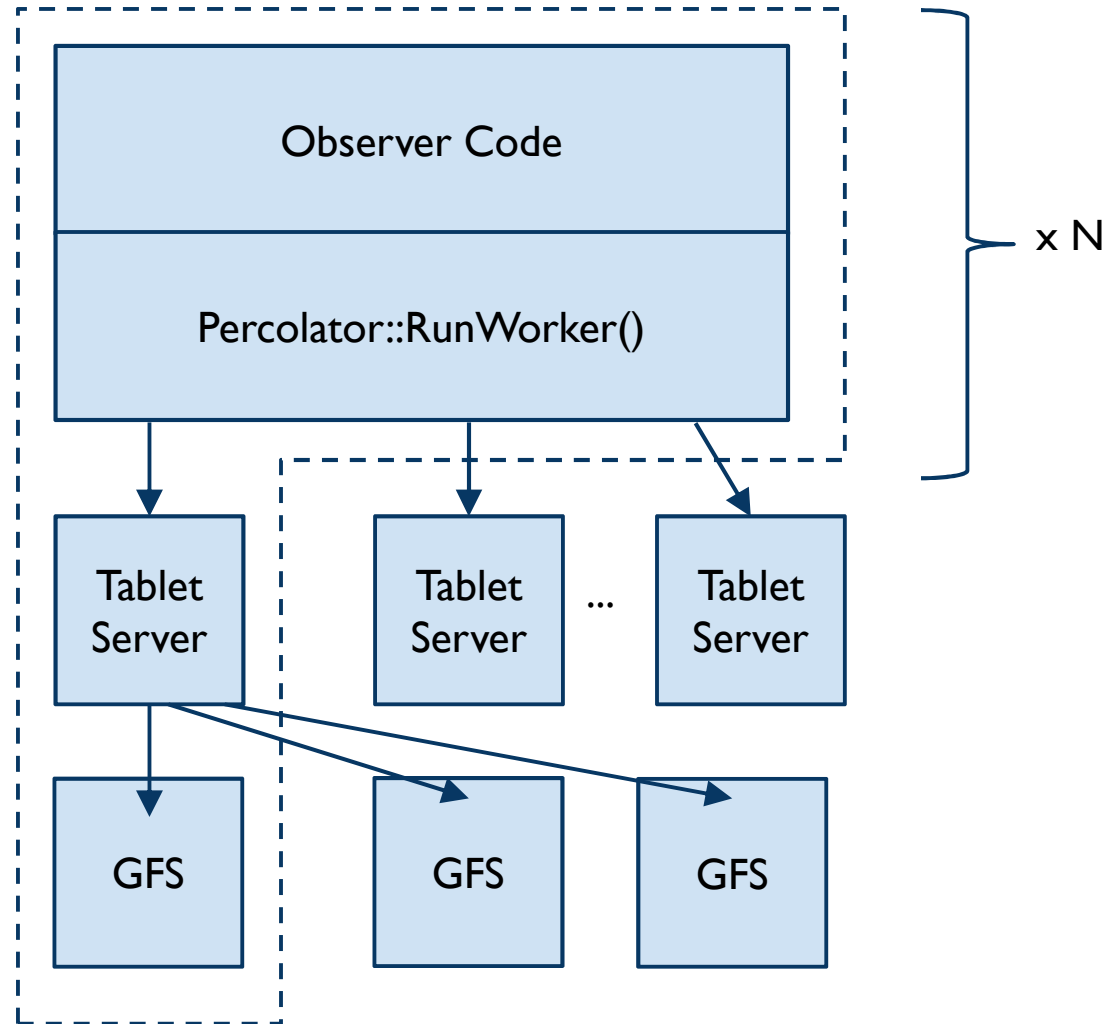 Observer Code
x N
Percolator::RunWorker()
Tablet
Server
Tablet
Server
...
Tablet
Server
GFS
GFS
GFS